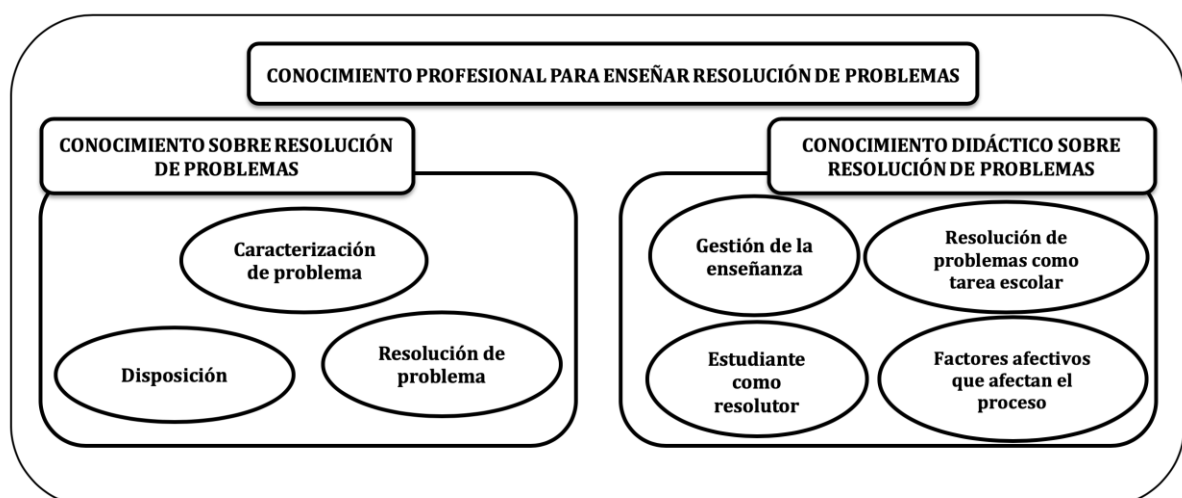 CONOCIMIENTO PROFESIONAL PARA ENSEÑAR RESOLUCIÓN DE PROBLEMAS
CONOCIMIENTO SOBRE RESOLUCIÓN
DE PROBLEMAS
Caracterización
de problema
Disposición
Resolución de
problema
CONOCIMIENTO DIDÁCTICO SOBRE
RESOLUCIÓN DE PROBLEMAS
Gestión de la
enseñanza
Resolución de
problemas como
tarea escolar
Estudiante
como
resolutor
Factores afectivos
que afectan el
proceso